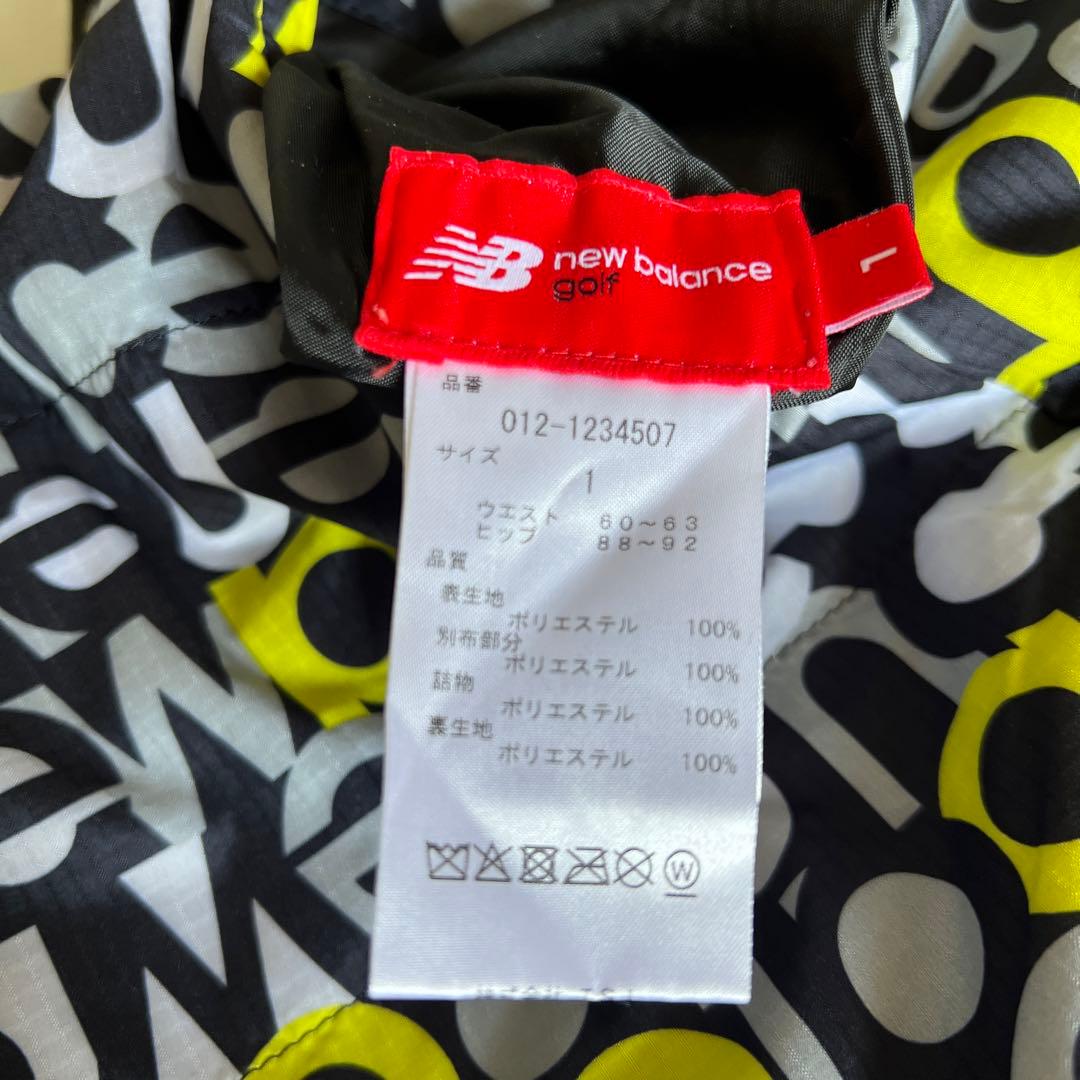 new balance
golf
1
品番
012-1234507
サイズ
1
ウエスト 60~63
ヒップ 88~92
品質
表生地
ポリエステル 100%
別布部分
ポリエステル 100%
詰物
ポリエステル 100%
裏生地
ポリエステル 100%
W